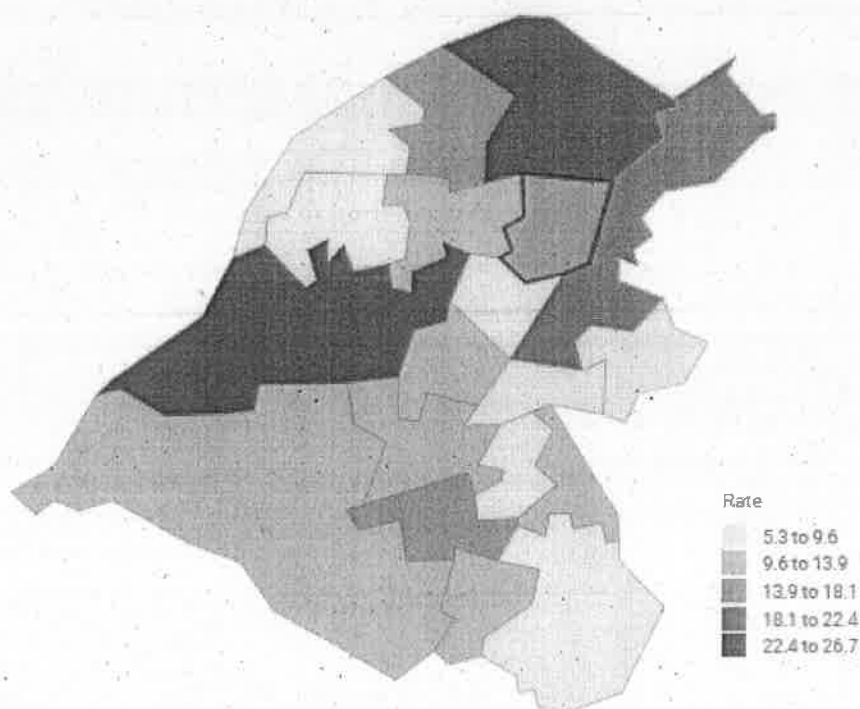 Rate
5.3 to 9.6
9.6 to 13.9
13.9 to 18.1
18.1 to 22.4
22.4 to 26.7